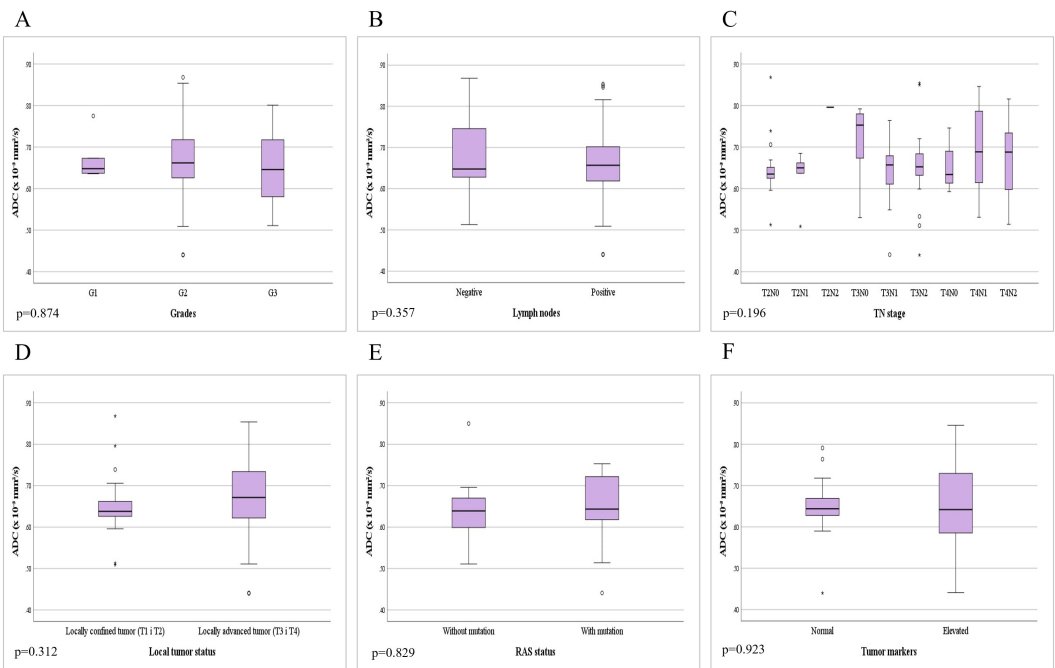 A
ADC (x 10⁻³ mm²/s)
.90
.80
.70
.60
.50
.40
G1 G2 G3
p=0.874 Grades
B
ADC (x 10⁻³ mm²/s)
.90
.80
.70
.60
.50
.40
Negative Positive
p=0.357 Lymph nodes
C
ADC (x 10⁻³ mm²/s)
.90
.80
.70
.60
.50
.40
T2N0 T2N1 T2N2 T3N0 T3N1 T3N2 T4N0 T4N1 T4N2
p=0.196 TN stage
D
ADC (x 10⁻³ mm²/s)
.90
.80
.70
.60
.50
.40
Locally confined tumor (T1 i T2) Locally advanced tumor (T3 i T4)
p=0.312 Local tumor status
E
ADC (x 10⁻³ mm²/s)
.90
.80
.70
.60
.50
.40
Without mutation With mutation
p=0.829 RAS status
F
ADC (x 10⁻³ mm²/s)
.90
.80
.70
.60
.50
.40
Normal Elevated
p=0.923 Tumor markers